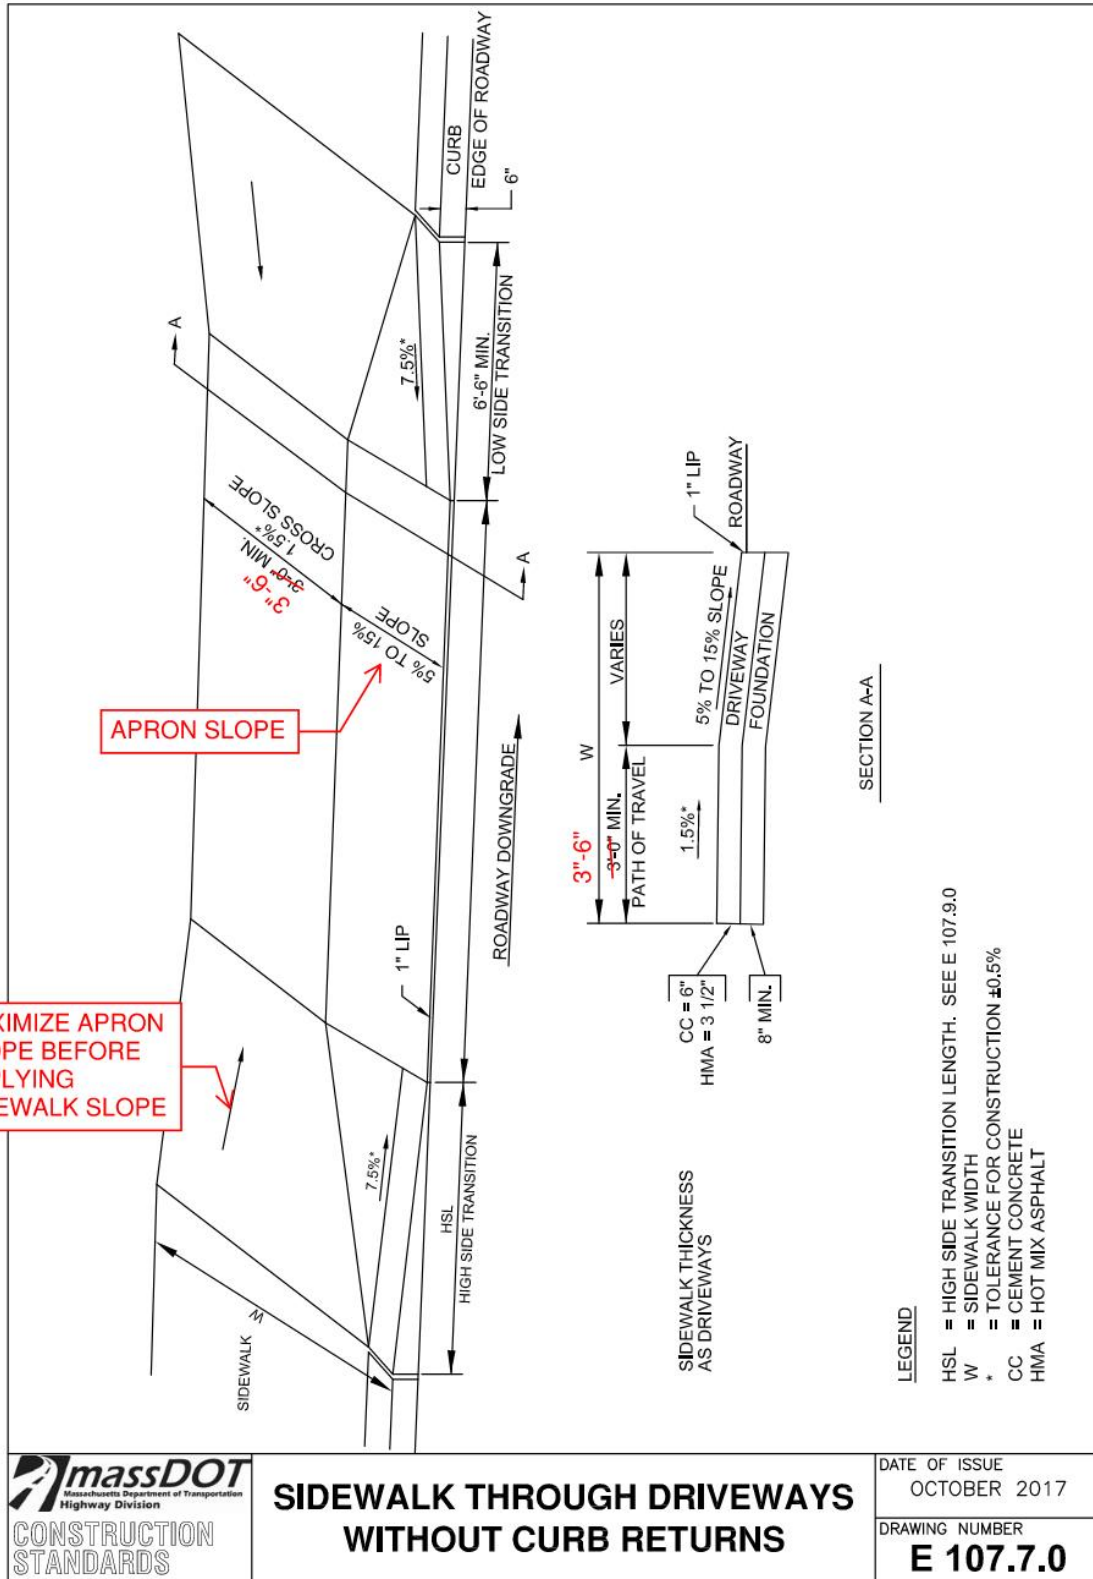 A
A
CURB
EDGE OF ROADWAY
6"
7.5%*
6'-6" MIN.
LOW SIDE TRANSITION
3"-6"
3'-0" MIN.
1.5%*
CROSS SLOPE
5% TO 15%
SLOPE
APRON SLOPE
XIMIZE APRON
OPE BEFORE
PLYING
EWALK SLOPE
1" LIP
ROADWAY DOWNGRADE
7.5%*
HSL
HIGH SIDE TRANSITION
W
SIDEWALK
W
3"-6"
3'-0" MIN.
PATH OF TRAVEL
VARIES
1.5%*
5% TO 15% SLOPE
DRIVEWAY
FOUNDATION
1" LIP
ROADWAY
CC = 6"
HMA = 3 1/2"
8" MIN.
SECTION A-A
SIDEWALK THICKNESS
AS DRIVEWAYS
LEGEND
HSL = HIGH SIDE TRANSITION LENGTH. SEE E 107.9.0
W = SIDEWALK WIDTH
* = TOLERANCE FOR CONSTRUCTION ±0.5%
CC = CEMENT CONCRETE
HMA = HOT MIX ASPHALT
massDOT
Massachusetts Department of Transportation
Highway Division
CONSTRUCTION
STANDARDS
SIDEWALK THROUGH DRIVEWAYS
WITHOUT CURB RETURNS
DATE OF ISSUE
OCTOBER 2017
DRAWING NUMBER
E 107.7.0